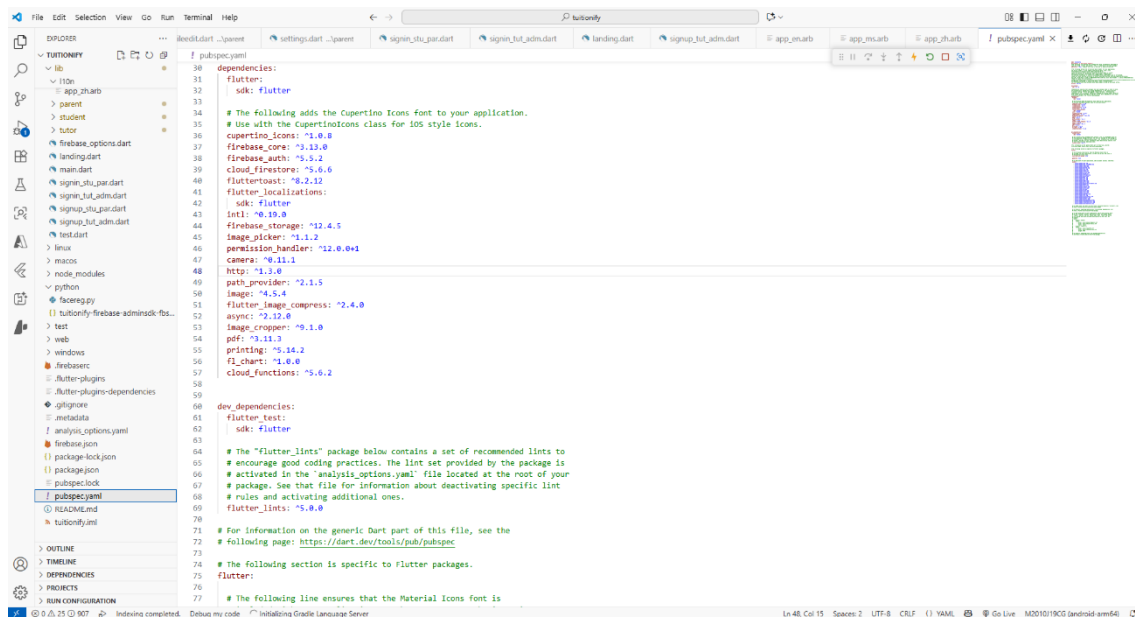 File Edit Selection View Go Run Terminal Help
tuitionify
EXPLORER
ileedit.dart ...\parent settings.dart ...\parent signin_stu_par.dart signin_tut_adm.dart landing.dart signup_tut_adm.dart app_en.arb app_ms.arb app_zh.arb pubspec.yaml
TUITIONIFY
lib
l10n
app_zh.arb
parent
student
tutor
firebase_options.dart
landing.dart
main.dart
signin_stu_par.dart
signin_tut_adm.dart
signup_stu_par.dart
signup_tut_adm.dart
test.dart
linux
macos
node_modules
python
facereg.py
tuitionify-firebase-adminsdk-fbs...
test
web
windows
.firebaserc
.flutter-plugins
.flutter-plugins-dependencies
.gitignore
.metadata
analysis_options.yaml
firebase.json
package-lock.json
package.json
pubspec.lock
pubspec.yaml
README.md
tuitionify.iml
OUTLINE
TIMELINE
DEPENDENCIES
PROJECTS
RUN CONFIGURATION
pubspec.yaml
30 dependencies:
31 flutter:
32 sdk: flutter
33
34 # The following adds the Cupertino Icons font to your application.
35 # Use with the CupertinoIcons class for iOS style icons.
36 cupertino_icons: ^1.0.8
37 firebase_core: ^3.13.0
38 firebase_auth: ^5.5.2
39 cloud_firestore: ^5.6.6
40 fluttertoast: ^8.2.12
41 flutter_localizations:
42 sdk: flutter
43 intl: ^0.19.0
44 firebase_storage: ^12.4.5
45 image_picker: ^1.1.2
46 permission_handler: ^12.0.0+1
47 camera: ^0.11.1
48 http: ^1.3.0
49 path_provider: ^2.1.5
50 image: ^4.5.4
51 flutter_image_compress: ^2.4.0
52 async: ^2.12.0
53 image_cropper: ^9.1.0
54 pdf: ^3.11.3
55 printing: ^5.14.2
56 fl_chart: ^1.0.0
57 cloud_functions: ^5.6.2
58
59
60 dev_dependencies:
61 flutter_test:
62 sdk: flutter
63
64 # The "flutter_lints" package below contains a set of recommended lints to
65 # encourage good coding practices. The lint set provided by the package is
66 # activated in the `analysis_options.yaml` file located at the root of your
67 # package. See that file for information about deactivating specific lint
68 # rules and activating additional ones.
69 flutter_lints: ^5.0.0
70
71 # For information on the generic Dart part of this file, see the
72 # following page: https://dart.dev/tools/pub/pubspec
73
74 # The following section is specific to Flutter packages.
75 flutter:
76
77 # The following line ensures that the Material Icons font is
0 25 907 Indexing completed. Debug my code Initializing Gradle Language Server Ln 48, Col 15 Spaces: 2 UTF-8 CRLF {} YAML Go Live M2010J19CG (android-arm64)